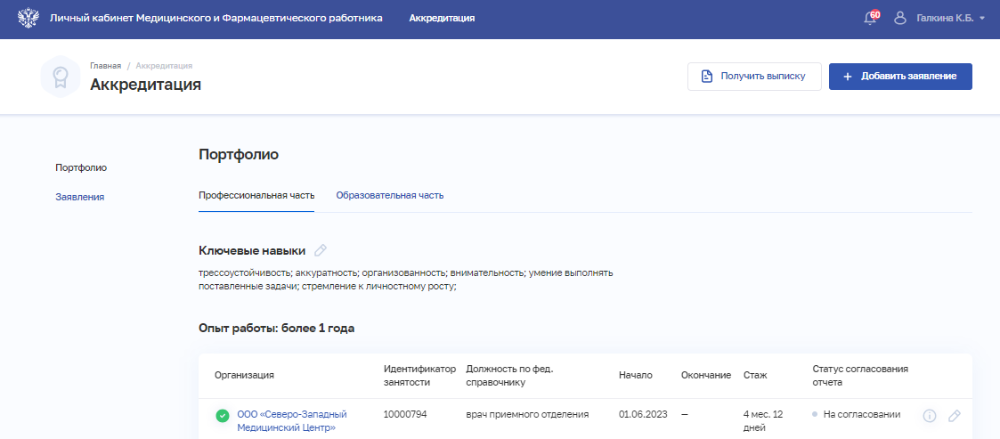 Личный кабинет Медицинского и Фармацевтического работника
Аккредитация
60
Галкина К.Б.
Главная / Аккредитация
Аккредитация
Получить выписку
+ Добавить заявление
Портфолио
Заявления
Портфолио
Профессиональная часть
Образовательная часть
Ключевые навыки
трессоустойчивость; аккуратность; организованность; внимательность; умение выполнять
поставленные задачи; стремление к личностному росту;
Опыт работы: более 1 года
Организация
Идентификатор
занятости
Должность по фед.
справочнику
Начало
Окончание
Стаж
Статус согласования
отчета
ООО «Северо-Западный
Медицинский Центр»
10000794
врач приемного отделения
01.06.2023
—
4 мес. 12
дней
На согласовании